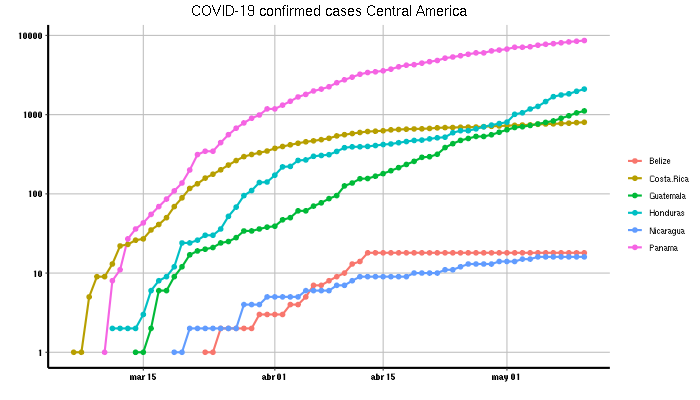 COVID-19 confirmed cases Central America
10000
1000
100
10
1
mar 15
abr 01
abr 15
may 01
Belize
Costa.Rica
Guatemala
Honduras
Nicaragua
Panama